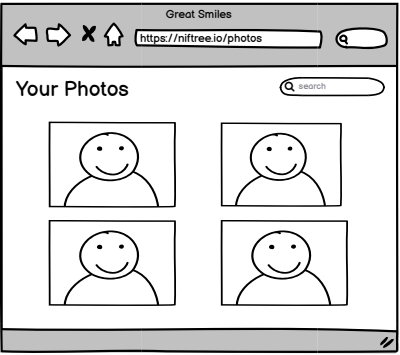 Great Smiles
https://niftree.io/photos
Your Photos
search